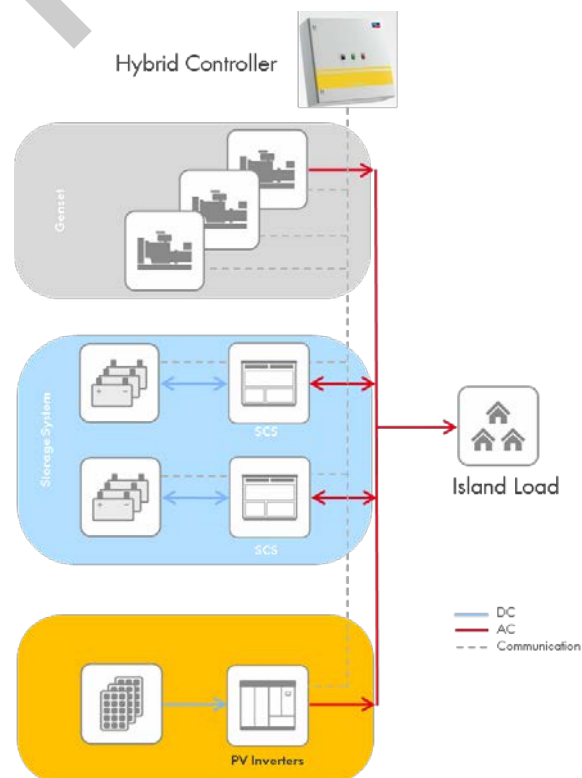 Hybrid Controller
Genset
Storage System
SCS
SCS
Island Load
DC
AC
Communication
PV Inverters